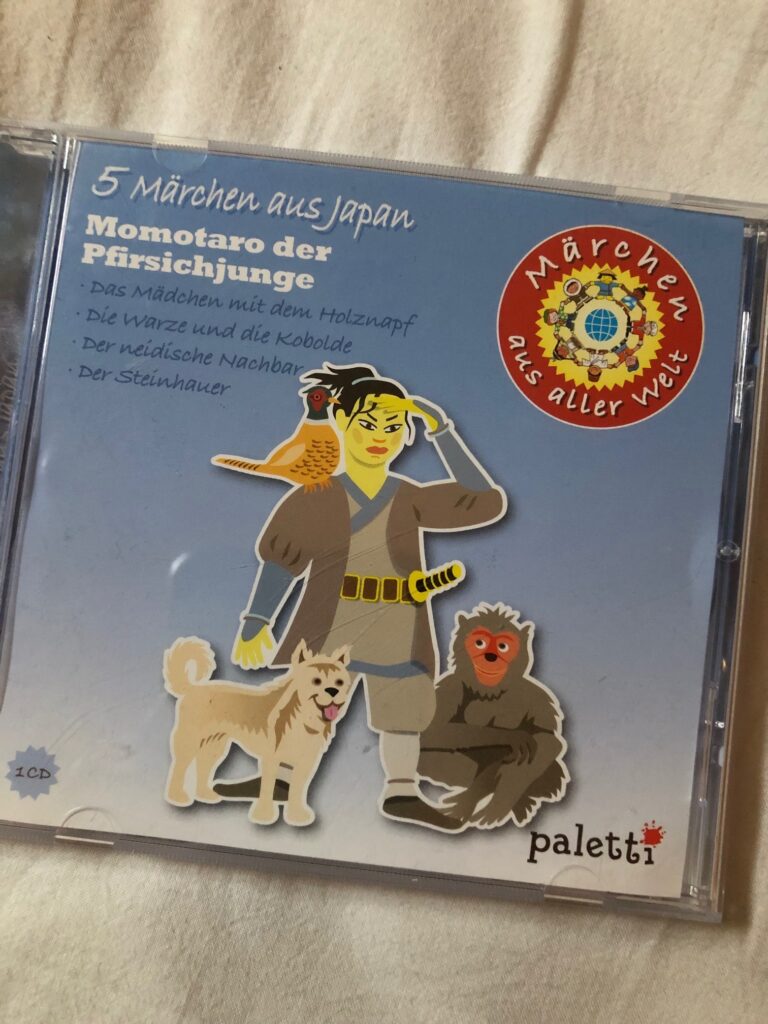 5 Märchen aus Japan
Momotaro der
Pfirsichjunge
· Das Mädchen mit dem Holznapf
· Die Warze und die Kobolde
· Der neidische Nachbar
· Der Steinhauer
Märchen
aus aller Welt
1 CD
paletti